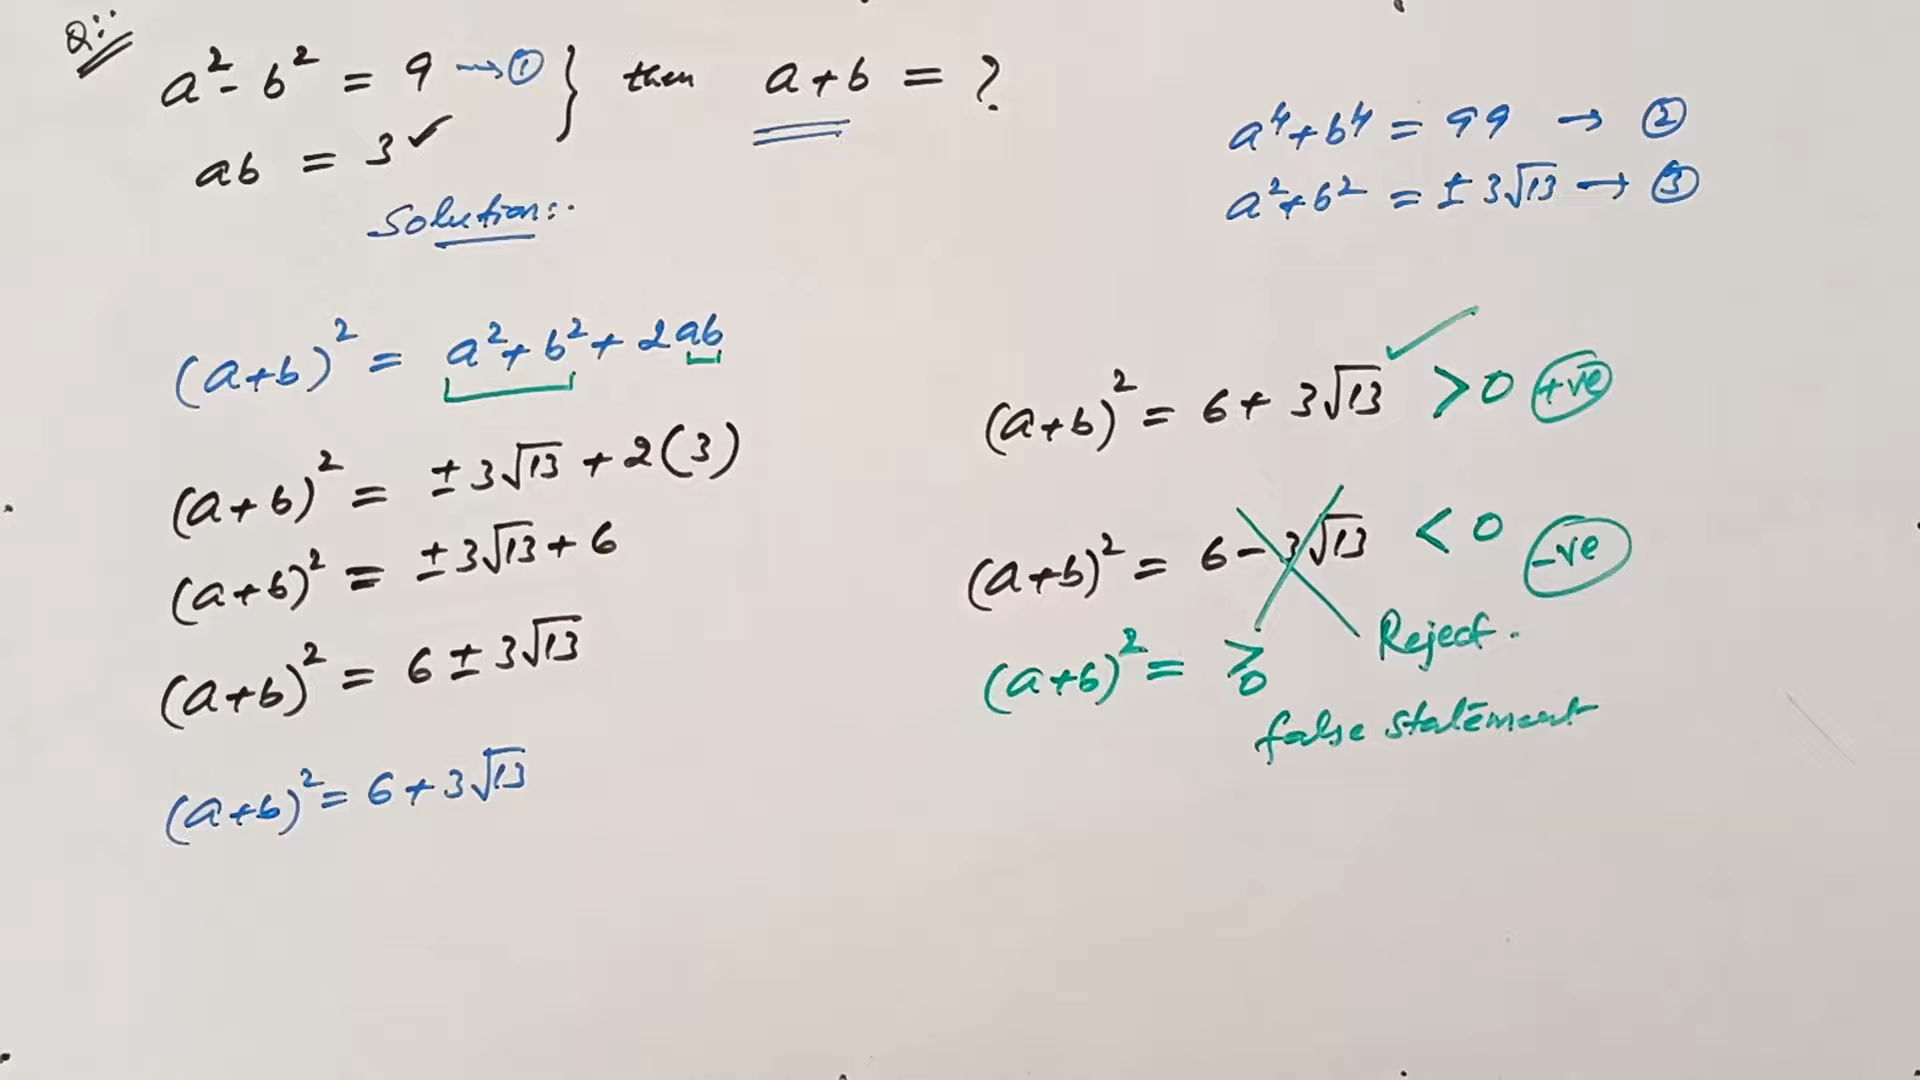 Q:
a² - b² = 9 → ① } then a+b = ?
ab = 3 ✓
Solution:.
a⁴+b⁴ = 99 → ②
a²+b² = ± 3√13 → ③
(a+b)² = a²+b²+2ab
(a+b)² = ± 3√13 + 2(3)
(a+b)² = ± 3√13 + 6
(a+b)² = 6 ± 3√13
(a+b)² = 6 + 3√13
(a+b)² = 6 + 3√13 ✓ > 0 +ve
(a+b)² = 6 - 3√13 < 0 -ve
Reject.
(a+b)² = ≥ 0
false statement